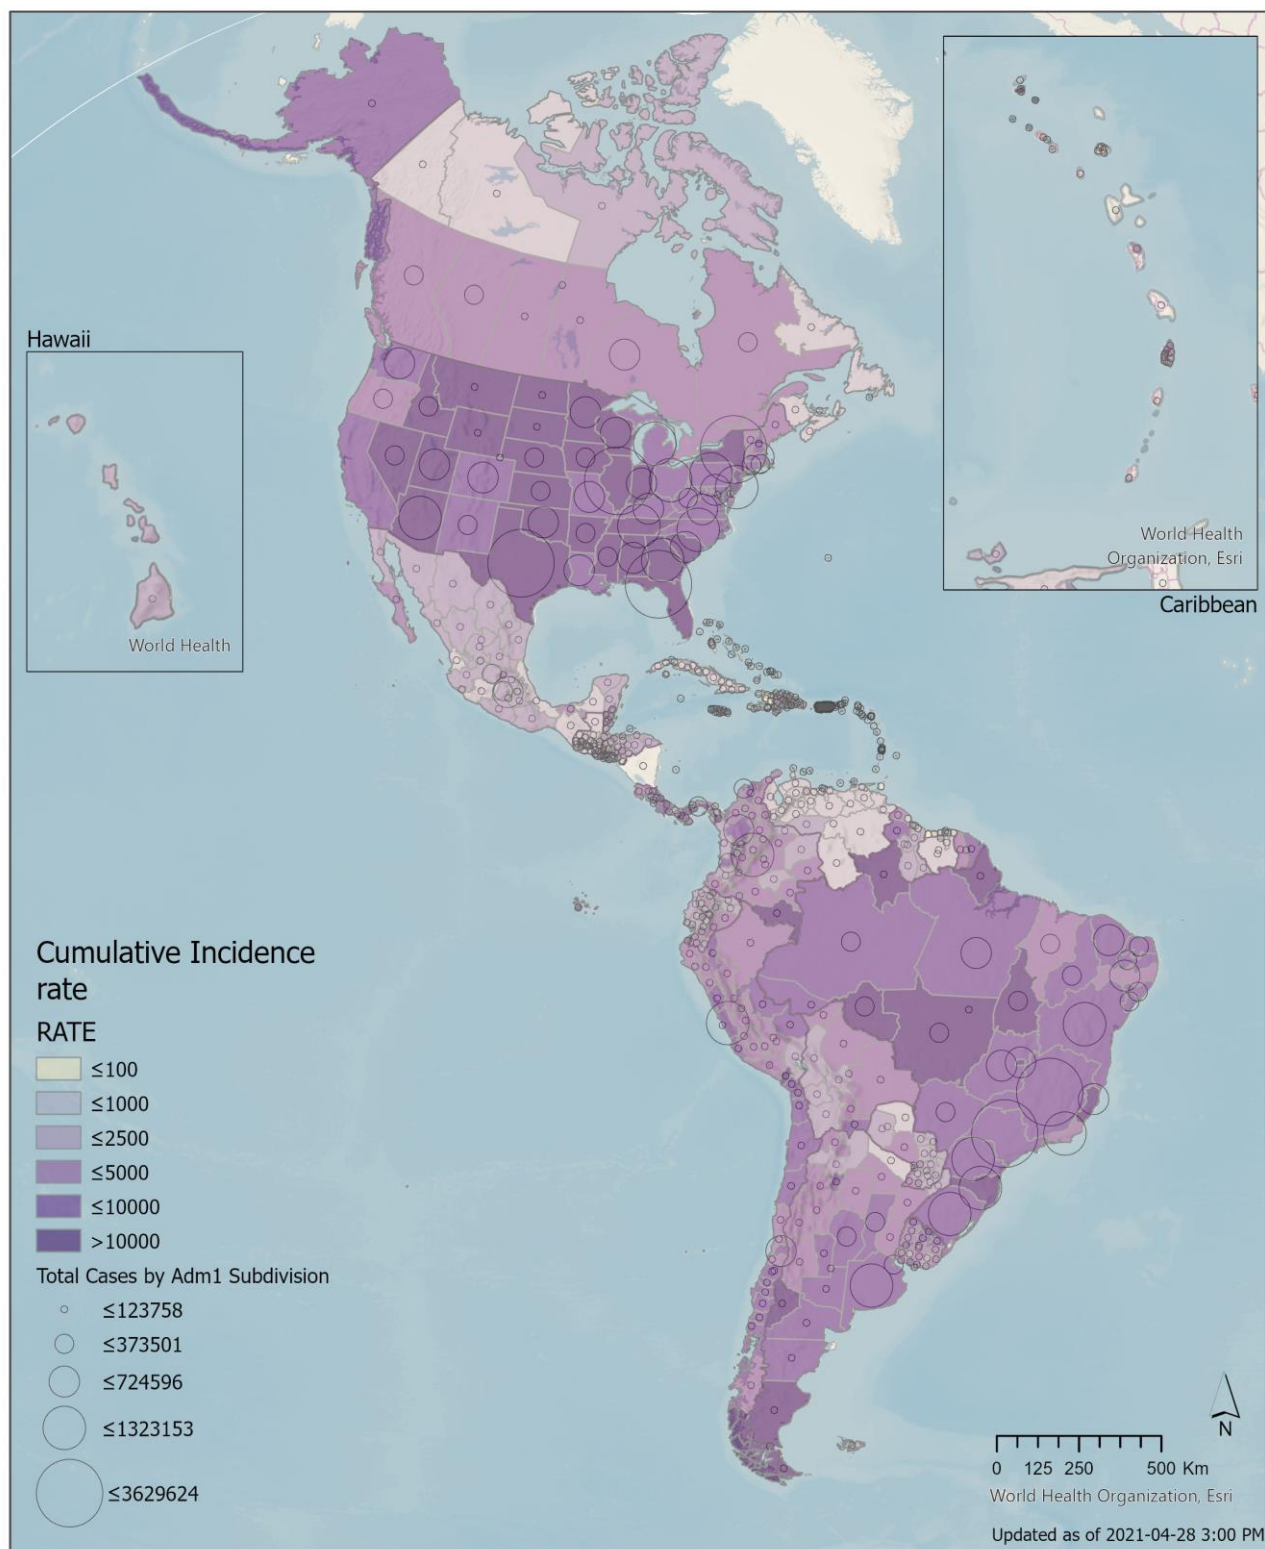 Hawaii
World Health
World Health
Organization, Esri
Caribbean
Cumulative Incidence
rate
RATE
≤100
≤1000
≤2500
≤5000
≤10000
>10000
Total Cases by Adm1 Subdivision
≤123758
≤373501
≤724596
≤1323153
≤3629624
N
0 125 250 500 Km
World Health Organization, Esri
Updated as of 2021-04-28 3:00 PM